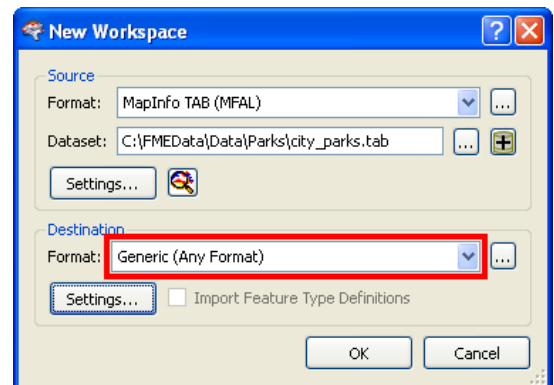 New Workspace
Source
Format: MapInfo TAB (MFAL) ...
Dataset: C:\FMEData\Data\Parks\city_parks.tab ...
Settings...
Destination
Format: Generic (Any Format) ...
Settings... Import Feature Type Definitions
OK Cancel